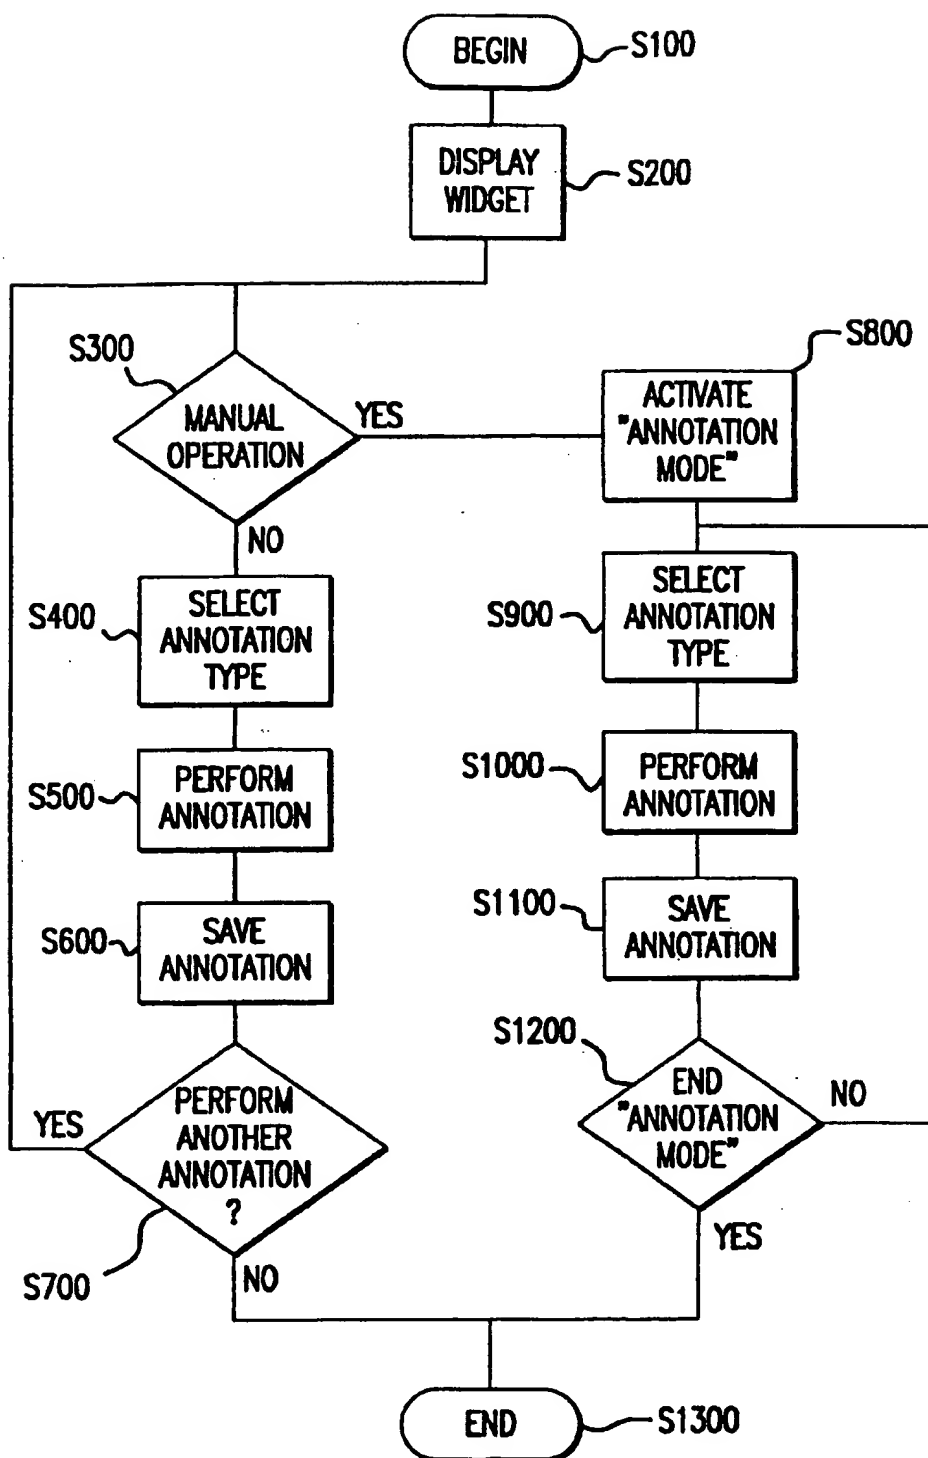 BEGIN
S100
DISPLAY
WIDGET
S200
S300
MANUAL
OPERATION
YES
NO
S800
ACTIVATE
"ANNOTATION
MODE"
S400
SELECT
ANNOTATION
TYPE
S900
SELECT
ANNOTATION
TYPE
S500
PERFORM
ANNOTATION
S1000
PERFORM
ANNOTATION
S600
SAVE
ANNOTATION
S1100
SAVE
ANNOTATION
YES
PERFORM
ANOTHER
ANNOTATION
?
S700
NO
S1200
END
"ANNOTATION
MODE"
NO
YES
END
S1300